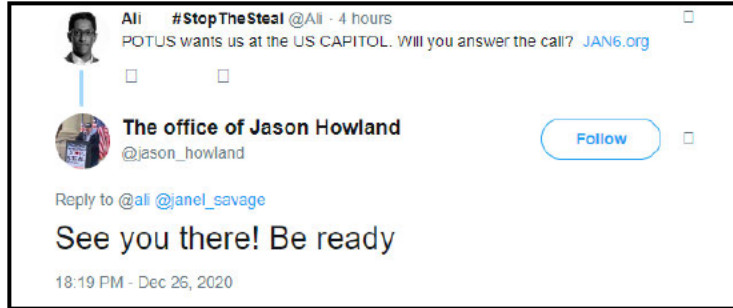 Ali #StopTheSteal @Ali · 4 hours
POTUS wants us at the US CAPITOL. Will you answer the call? JAN6.org
The office of Jason Howland
@jason_howland
Follow
Reply to @ali @janel_savage
See you there! Be ready
18:19 PM - Dec 26, 2020